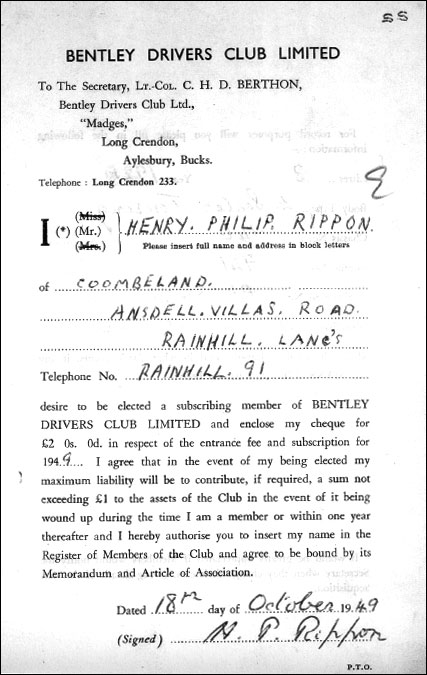 BENTLEY DRIVERS CLUB LIMITED
To The Secretary, LT.-COL. C. H. D. BERTHON,
Bentley Drivers Club Ltd.,
"Madges,"
Long Crendon,
Aylesbury, Bucks.
Telephone : Long Crendon 233.
I (*) (Miss) (Mr.) (Mrs.) } HENRY. PHILIP. RIPPON.
Please insert full name and address in block letters
of COOMBELAND.
ANSDELL. VILLAS. ROAD.
RAINHILL. LANC'S
Telephone No. RAINHILL. 91
desire to be elected a subscribing member of BENTLEY
DRIVERS CLUB LIMITED and enclose my cheque for
£2 0s. 0d. in respect of the entrance fee and subscription for
194.9.... I agree that in the event of my being elected my
maximum liability will be to contribute, if required, a sum not
exceeding £1 to the assets of the Club in the event of it being
wound up during the time I am a member or within one year
thereafter and I hereby authorise you to insert my name in the
Register of Members of the Club and agree to be bound by its
Memorandum and Article of Association.
Dated 18TH day of October 1949
(Signed) H. P. Rippon
P.T.O.